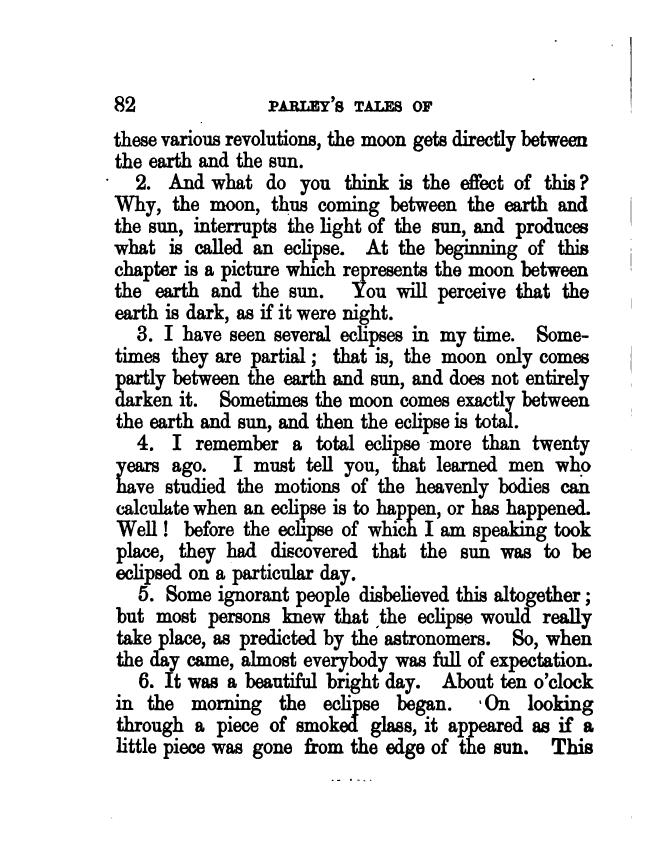 82 PARLEY'S TALES OF
these various revolutions, the moon gets directly between
the earth and the sun.
2. And what do you think is the effect of this?
Why, the moon, thus coming between the earth and
the sun, interrupts the light of the sun, and produces
what is called an eclipse. At the beginning of this
chapter is a picture which represents the moon between
the earth and the sun. You will perceive that the
earth is dark, as if it were night.
3. I have seen several eclipses in my time. Some-
times they are partial; that is, the moon only comes
partly between the earth and sun, and does not entirely
darken it. Sometimes the moon comes exactly between
the earth and sun, and then the eclipse is total.
4. I remember a total eclipse more than twenty
years ago. I must tell you, that learned men who
have studied the motions of the heavenly bodies can
calculate when an eclipse is to happen, or has happened.
Well! before the eclipse of which I am speaking took
place, they had discovered that the sun was to be
eclipsed on a particular day.
5. Some ignorant people disbelieved this altogether;
but most persons knew that the eclipse would really
take place, as predicted by the astronomers. So, when
the day came, almost everybody was full of expectation.
6. It was a beautiful bright day. About ten o'clock
in the morning the eclipse began. On looking
through a piece of smoked glass, it appeared as if a
little piece was gone from the edge of the sun. This